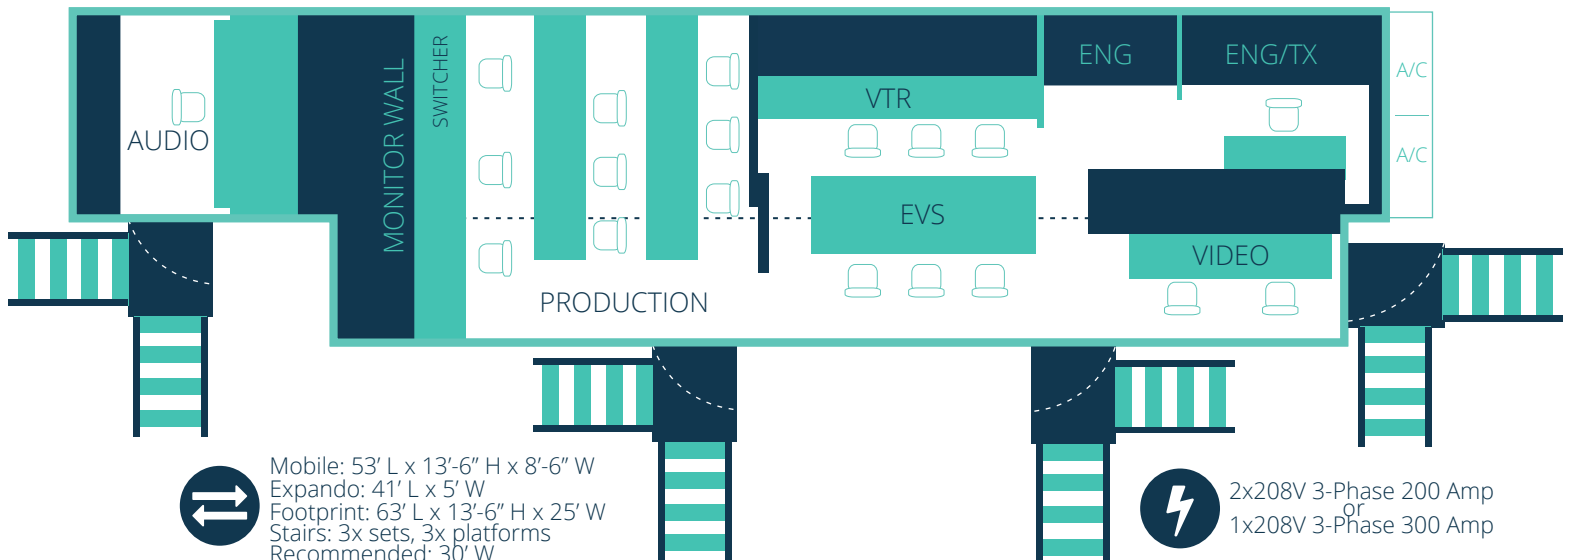 AUDIO
MONITOR WALL
SWITCHER
PRODUCTION
VTR
EVS
ENG
ENG/TX
VIDEO
A/C
A/C
Mobile: 53’ L x 13’-6” H x 8’-6” W
Expando: 41’ L x 5’ W
Footprint: 63’ L x 13’-6” H x 25’ W
Stairs: 3x sets, 3x platforms
Recommended: 30’ W
2x208V 3-Phase 200 Amp
or
1x208V 3-Phase 300 Amp